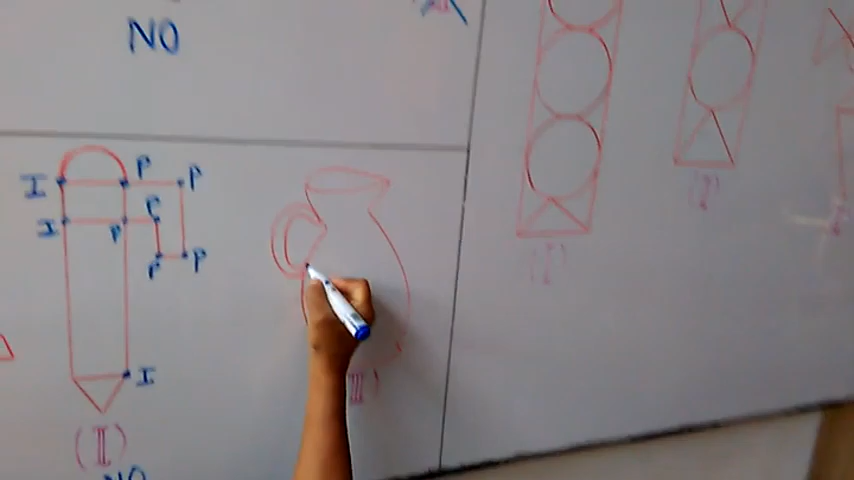 NO
I P P
I P P
P P
I
(II)
NO
II)
(I)
(I)